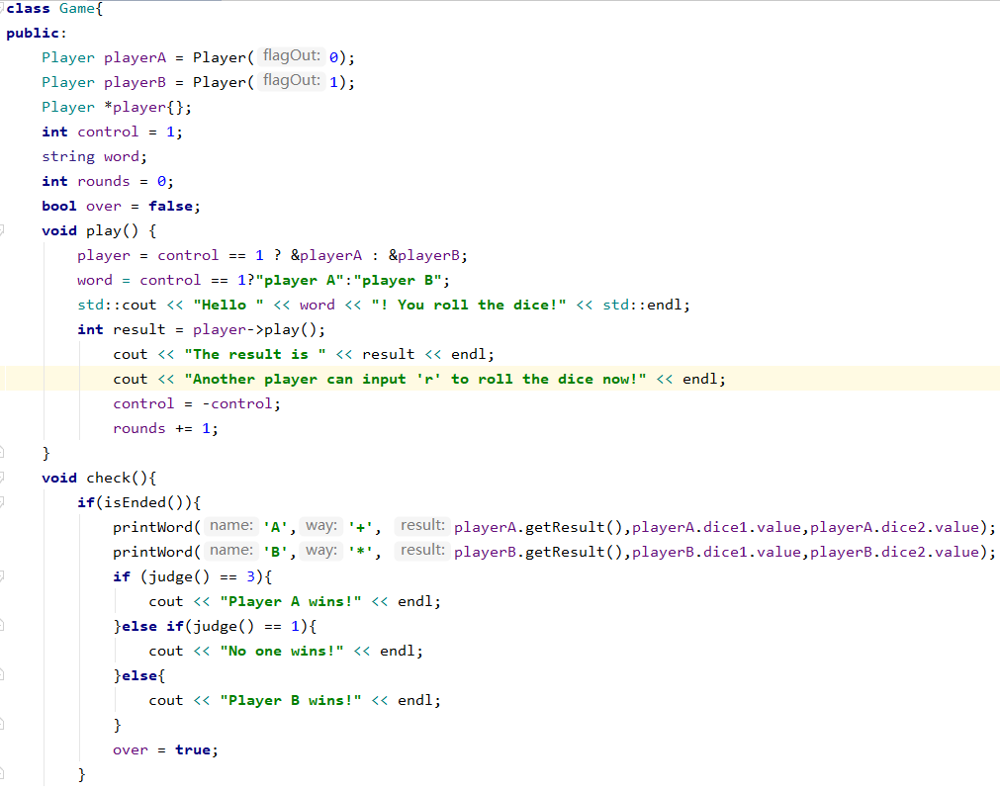 class Game{
public:
    Player playerA = Player( flagOut: 0);
    Player playerB = Player( flagOut: 1);
    Player *player{};
    int control = 1;
    string word;
    int rounds = 0;
    bool over = false;
    void play() {
        player = control == 1 ? &playerA : &playerB;
        word = control == 1?"player A":"player B";
        std::cout << "Hello " << word << "! You roll the dice!" << std::endl;
        int result = player->play();
            cout << "The result is " << result << endl;
            cout << "Another player can input 'r' to roll the dice now!" << endl;
            control = -control;
            rounds += 1;
    }
    void check(){
        if(isEnded()){
            printWord( name: 'A', way: '+', result: playerA.getResult(),playerA.dice1.value,playerA.dice2.value);
            printWord( name: 'B', way: '*', result: playerB.getResult(),playerB.dice1.value,playerB.dice2.value);
            if (judge() == 3){
                cout << "Player A wins!" << endl;
            }else if(judge() == 1){
                cout << "No one wins!" << endl;
            }else{
                cout << "Player B wins!" << endl;
            }
            over = true;
        }